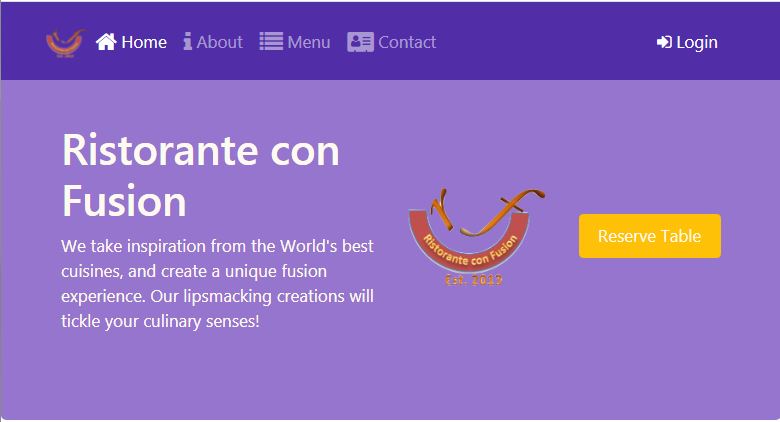 Home About Menu Contact Login
Ristorante con
Fusion
We take inspiration from the World's best
cuisines, and create a unique fusion
experience. Our lipsmacking creations will
tickle your culinary senses!
Ristorante con Fusion
Est. 2019
Reserve Table